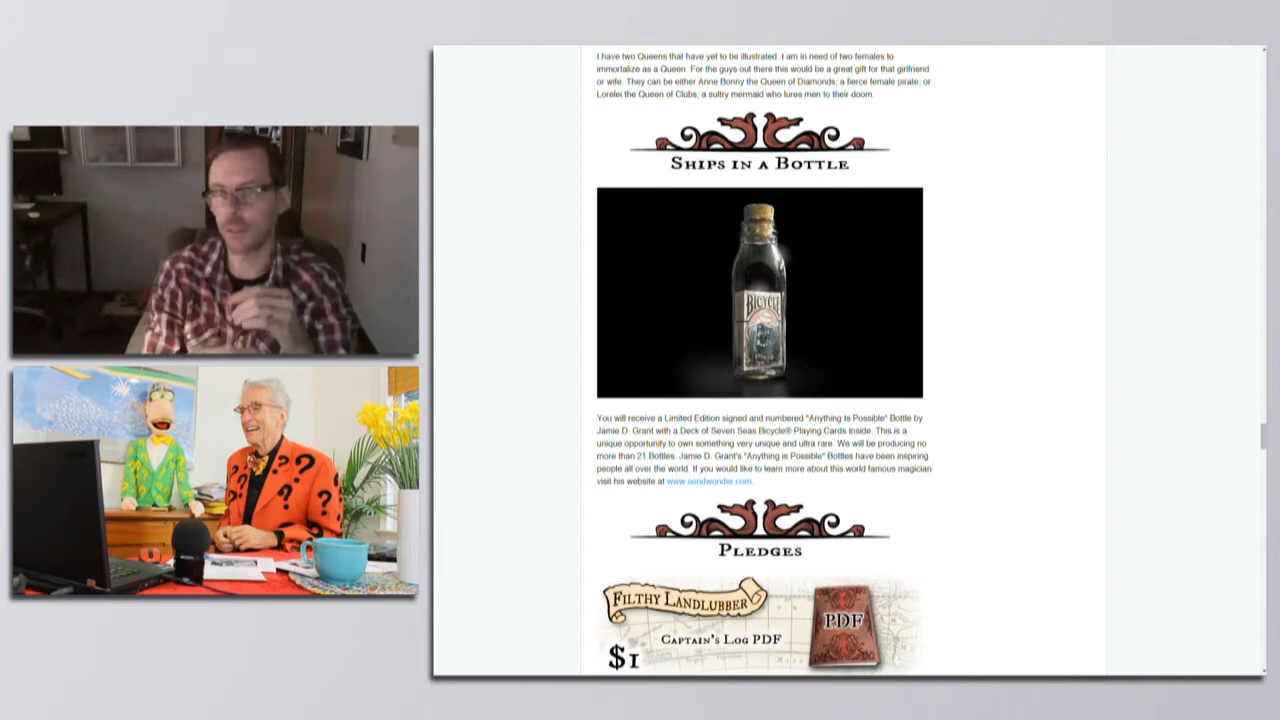 I have two Queens that have yet to be illustrated. I am in need of two females to
immortalize as a Queen. For the guys out there this would be a great gift for that girlfriend
or wife. They can be either Anne Bonny the Queen of Diamonds; a fierce female pirate; or
Lorelei the Queen of Clubs; a sultry mermaid who lures men to their doom.
SHIPS IN A BOTTLE
BICYCLE
You will receive a Limited Edition signed and numbered "Anything Is Possible" Bottle by
Jamie D. Grant with a Deck of Seven Seas Bicycle® Playing Cards Inside. This is a
unique opportunity to own something very unique and ultra rare. We will be producing no
more than 21 Bottles. Jamie D. Grant's "Anything is Possible" Bottles have been inspiring
people all over the world. If you would like to learn more about this world famous magician
visit his website at www.sendwonder.com.
PLEDGES
FILTHY LANDLUBBER
CAPTAIN'S LOG PDF
PDF
$1